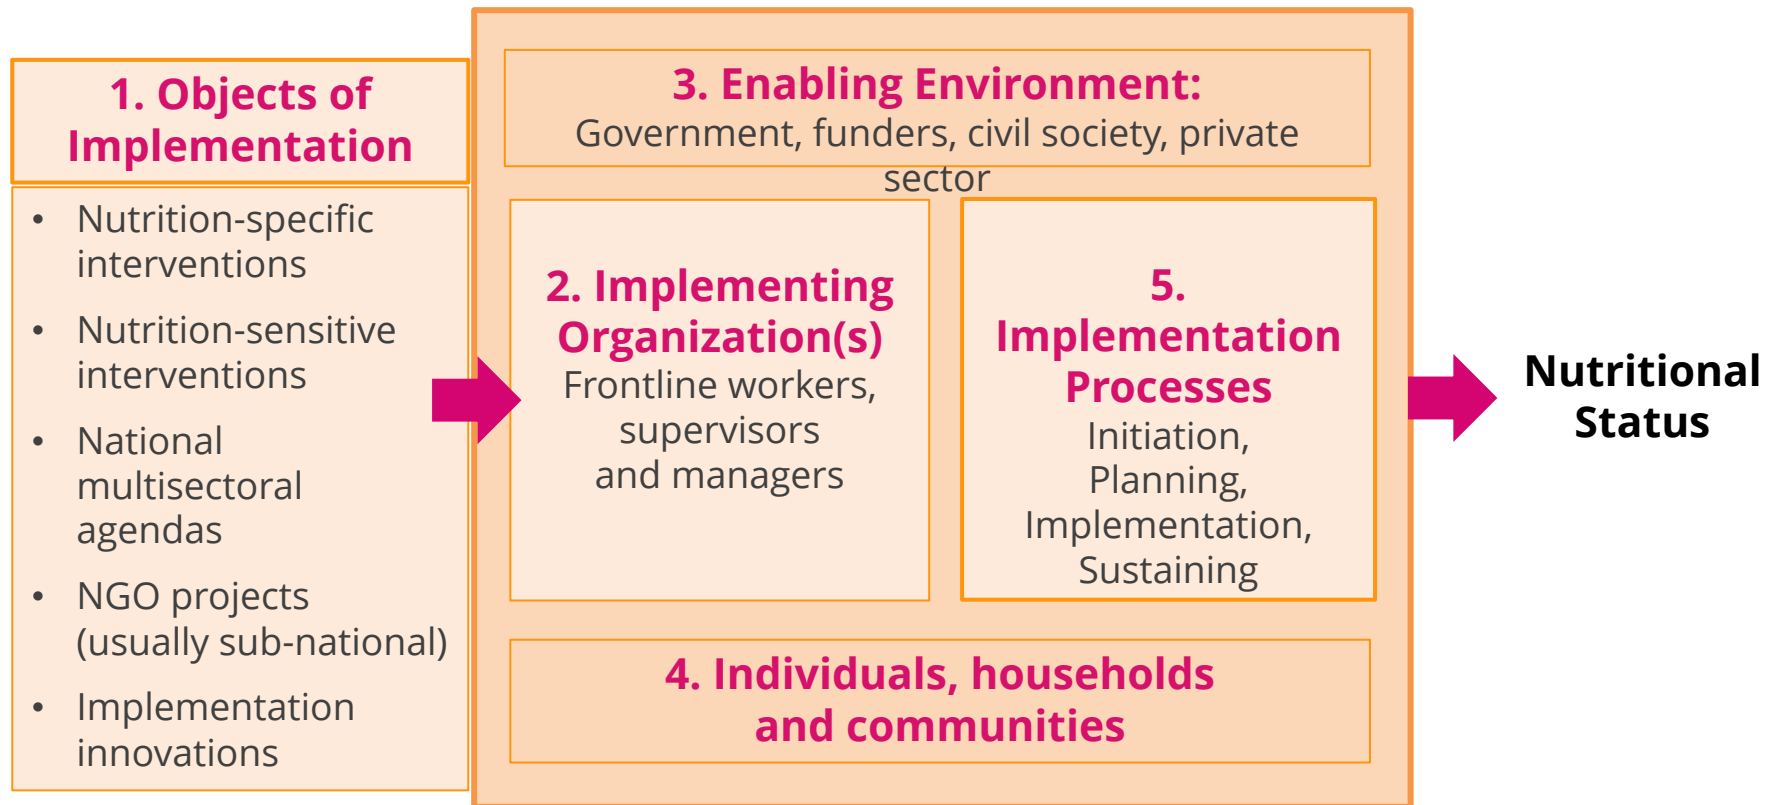 1. Objects of
Implementation
• Nutrition-specific
interventions
• Nutrition-sensitive
interventions
• National
multisectoral
agendas
• NGO projects
(usually sub-national)
• Implementation
innovations
3. Enabling Environment:
Government, funders, civil society, private
sector
2. Implementing
Organization(s)
Frontline workers,
supervisors
and managers
5.
Implementation
Processes
Initiation,
Planning,
Implementation,
Sustaining
4. Individuals, households
and communities
Nutritional
Status